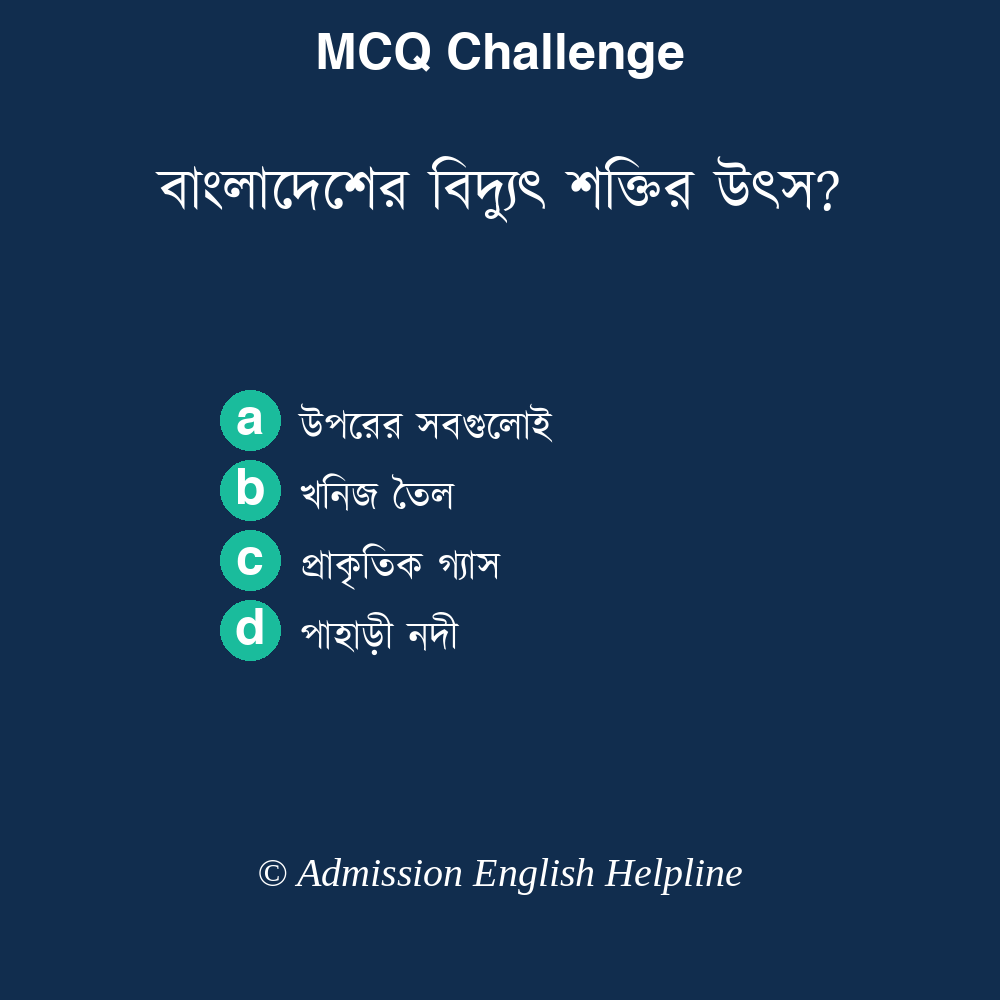 MCQ Challenge
বাংলাদেশের বিদ্যুৎ শক্তির উৎস?
a উপরের সবগুলোই
b খনিজ তৈল
c প্রাকৃতিক গ্যাস
d পাহাড়ী নদী
© Admission English Helpline